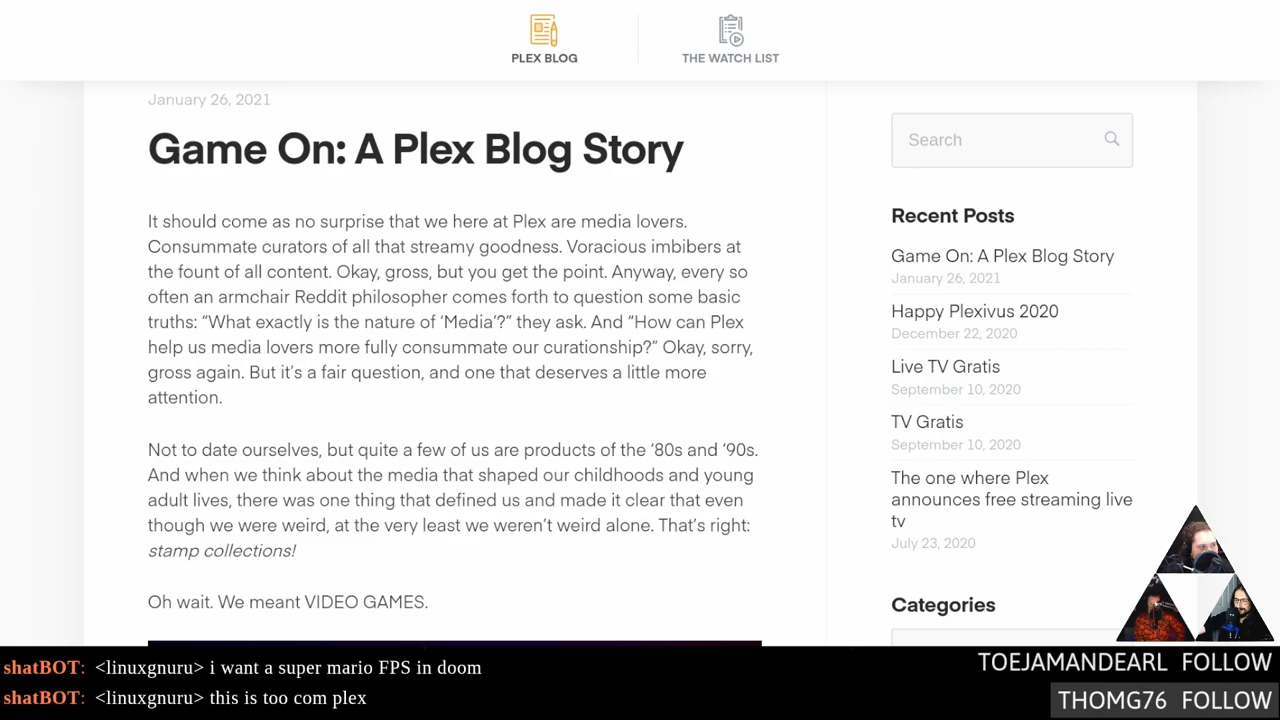 PLEX BLOG
THE WATCH LIST
January 26, 2021
Game On: A Plex Blog Story
It should come as no surprise that we here at Plex are media lovers.
Consummate curators of all that streamy goodness. Voracious imbibers at
the fount of all content. Okay, gross, but you get the point. Anyway, every so
often an armchair Reddit philosopher comes forth to question some basic
truths: “What exactly is the nature of ‘Media’?” they ask. And “How can Plex
help us media lovers more fully consummate our curationship?” Okay, sorry,
gross again. But it’s a fair question, and one that deserves a little more
attention.
Not to date ourselves, but quite a few of us are products of the ‘80s and ‘90s.
And when we think about the media that shaped our childhoods and young
adult lives, there was one thing that defined us and made it clear that even
though we were weird, at the very least we weren’t weird alone. That’s right:
stamp collections!
Oh wait. We meant VIDEO GAMES.
Search
Recent Posts
Game On: A Plex Blog Story
January 26, 2021
Happy Plexivus 2020
December 22, 2020
Live TV Gratis
September 10, 2020
TV Gratis
September 10, 2020
The one where Plex
announces free streaming live
tv
July 23, 2020
Categories
shatBOT: <linuxgnuru> i want a super mario FPS in doom
shatBOT: <linuxgnuru> this is too com plex
TOEJAMANDEARL FOLLOW
THOMG76 FOLLOW